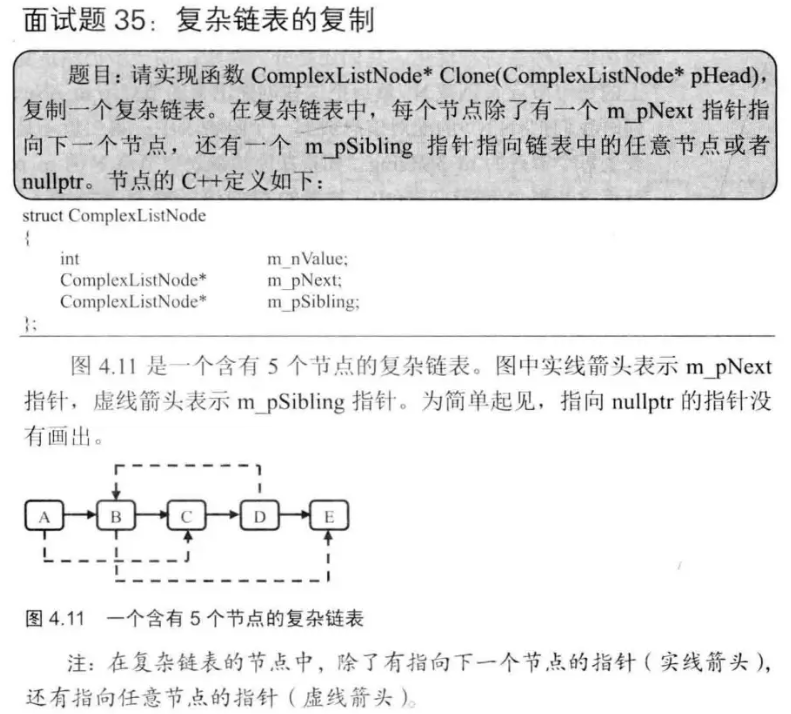 面试题 35：复杂链表的复制
题目：请实现函数 ComplexListNode* Clone(ComplexListNode* pHead),
复制一个复杂链表。在复杂链表中，每个节点除了有一个 m_pNext 指针指
向下一个节点，还有一个 m_pSibling 指针指向链表中的任意节点或者
nullptr。节点的 C++定义如下：
struct ComplexListNode
{
int m_nValue;
ComplexListNode* m_pNext;
ComplexListNode* m_pSibling;
};
图 4.11 是一个含有 5 个节点的复杂链表。图中实线箭头表示 m_pNext
指针，虚线箭头表示 m_pSibling 指针。为简单起见，指向 nullptr 的指针没
有画出。
A B C D E
图 4.11 一个含有 5 个节点的复杂链表
注：在复杂链表的节点中，除了有指向下一个节点的指针（实线箭头），
还有指向任意节点的指针（虚线箭头）。